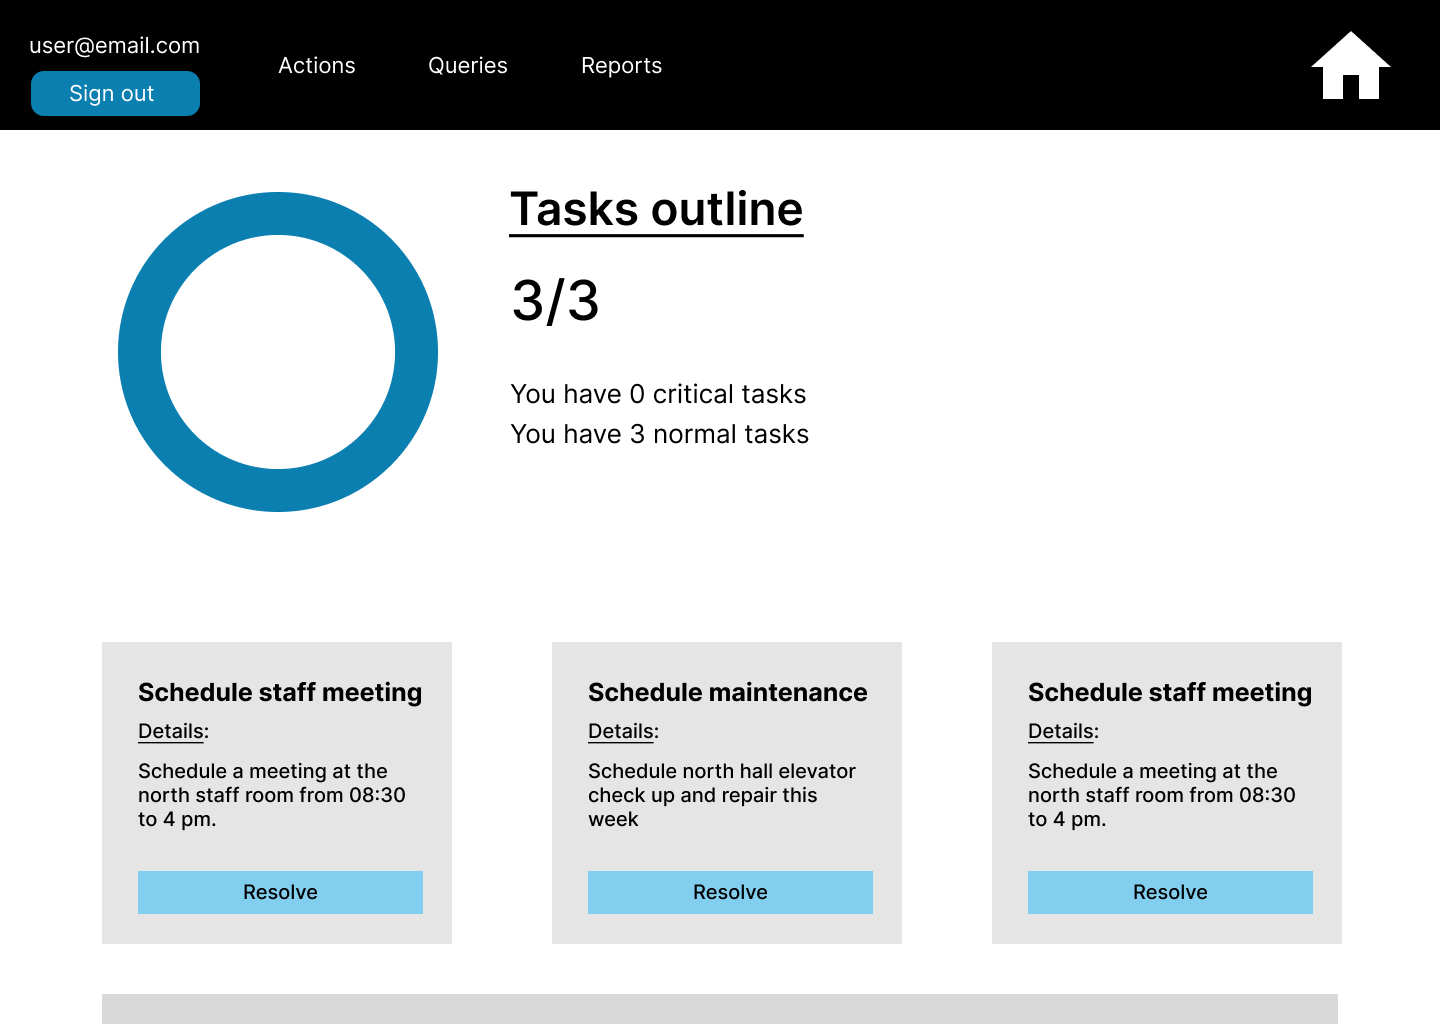 user@email.com
Sign out
Actions
Queries
Reports
Tasks outline
3/3
You have 0 critical tasks
You have 3 normal tasks
Schedule staff meeting
Details:
Schedule a meeting at the
north staff room from 08:30
to 4 pm.
Resolve
Schedule maintenance
Details:
Schedule north hall elevator
check up and repair this
week
Resolve
Schedule staff meeting
Details:
Schedule a meeting at the
north staff room from 08:30
to 4 pm.
Resolve